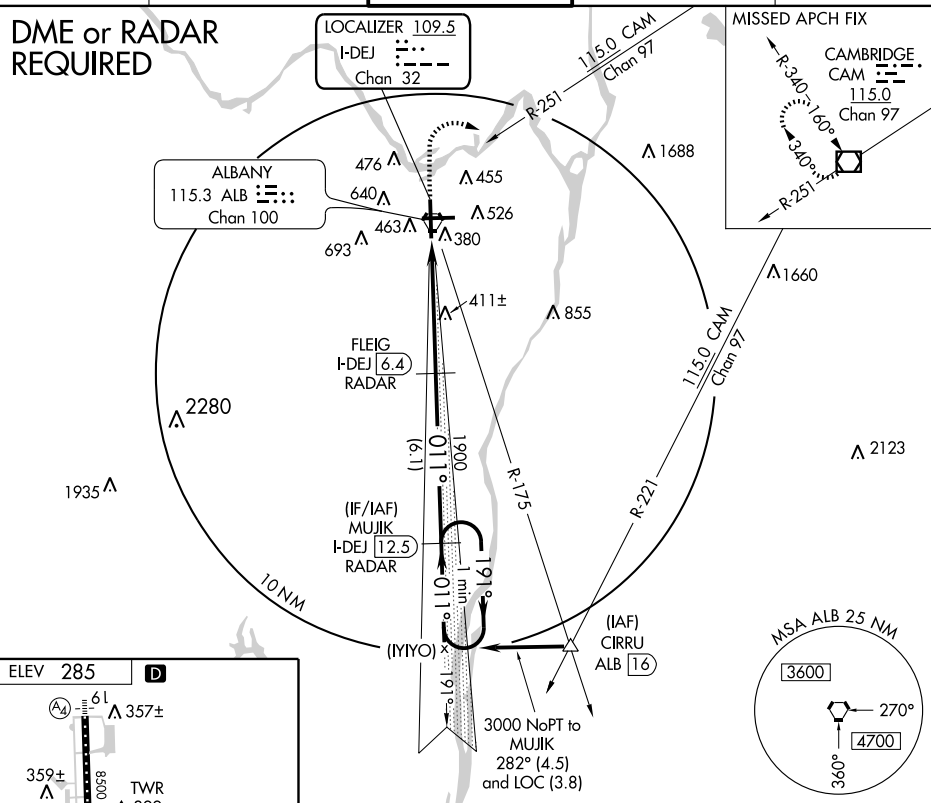 DME or RADAR
REQUIRED
LOCALIZER 109.5
I-DEJ
Chan 32
115.0 CAM
Chan 97
R-251
MISSED APCH FIX
CAMBRIDGE
CAM
115.0
Chan 97
R-340
160°
340°
R-251
ALBANY
115.3 ALB
Chan 100
476
455
1688
640
526
463
380
693
1660
411±
855
FLEIG
I-DEJ 6.4
RADAR
115.0 CAM
Chan 97
2280
011°
(6.1)
1900
2123
1935
R-175
R-221
(IF/IAF)
MUJIK
I-DEJ 12.5
RADAR
1 min
191°
011°
10 NM
(IYIYO)
191°
(IAF)
CIRRU
ALB 16
3000 NoPT to
MUJIK
282° (4.5)
and LOC (3.8)
MSA ALB 25 NM
3600
270°
4700
360°
ELEV 285
D
A4
19
357±
359±
8500
TWR